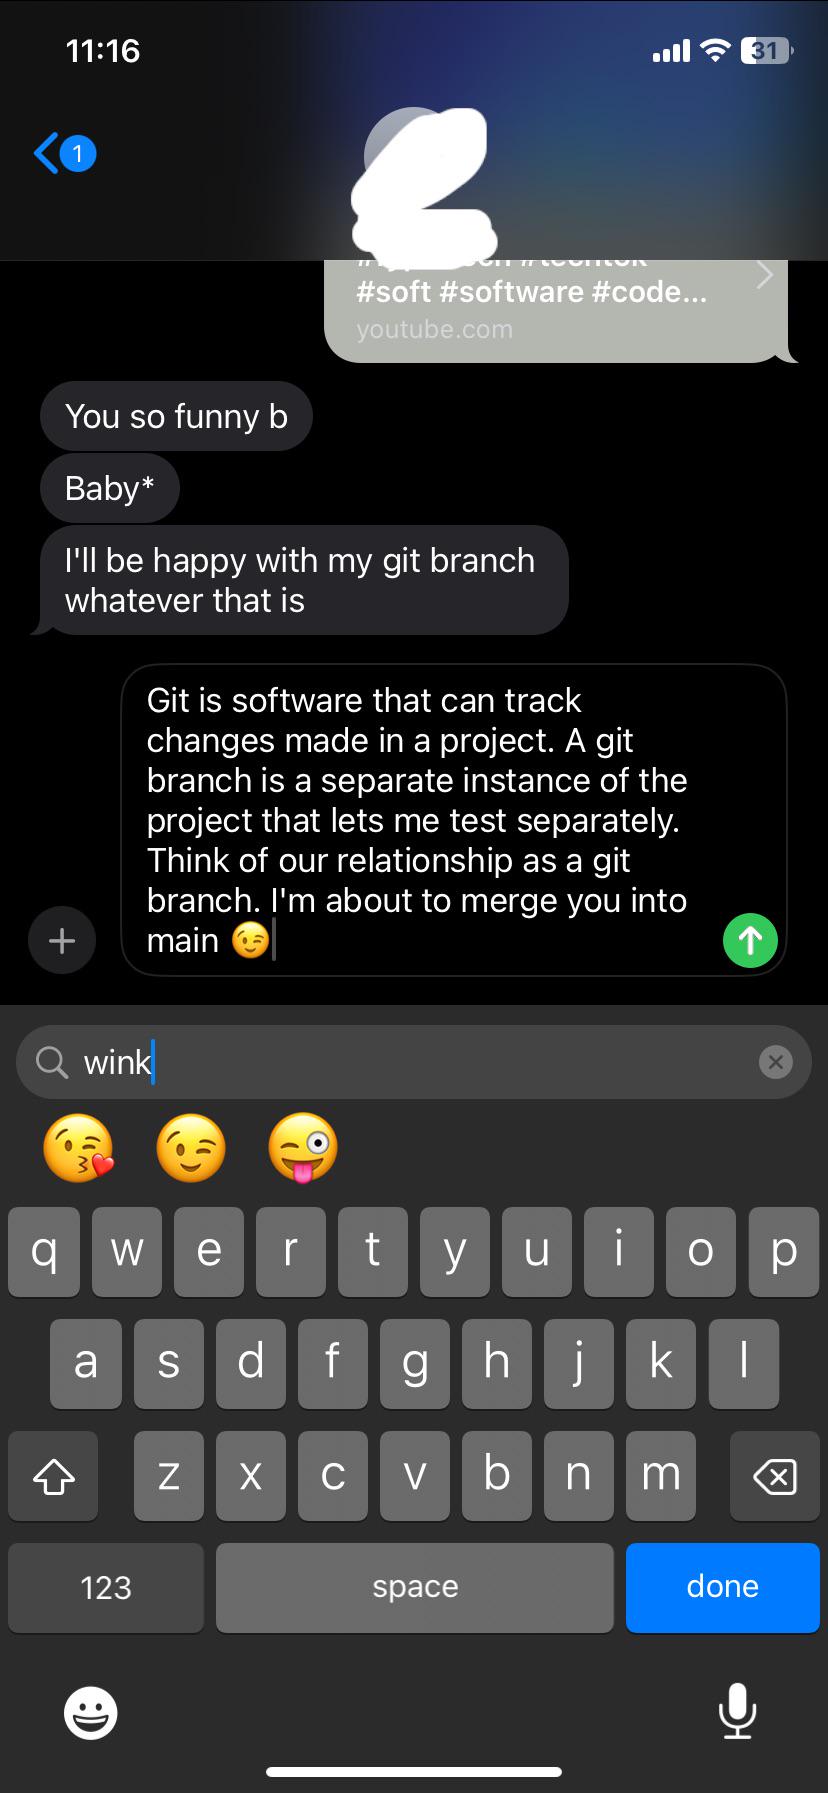 11:16
31
1
#soft #software #code...
youtube.com
You so funny b
Baby*
I'll be happy with my git branch
whatever that is
Git is software that can track
changes made in a project. A git
branch is a separate instance of the
project that lets me test separately.
Think of our relationship as a git
branch. I'm about to merge you into
main 😉
wink
q w e r t y u i o p
a s d f g h j k l
z x c v b n m
123 space done